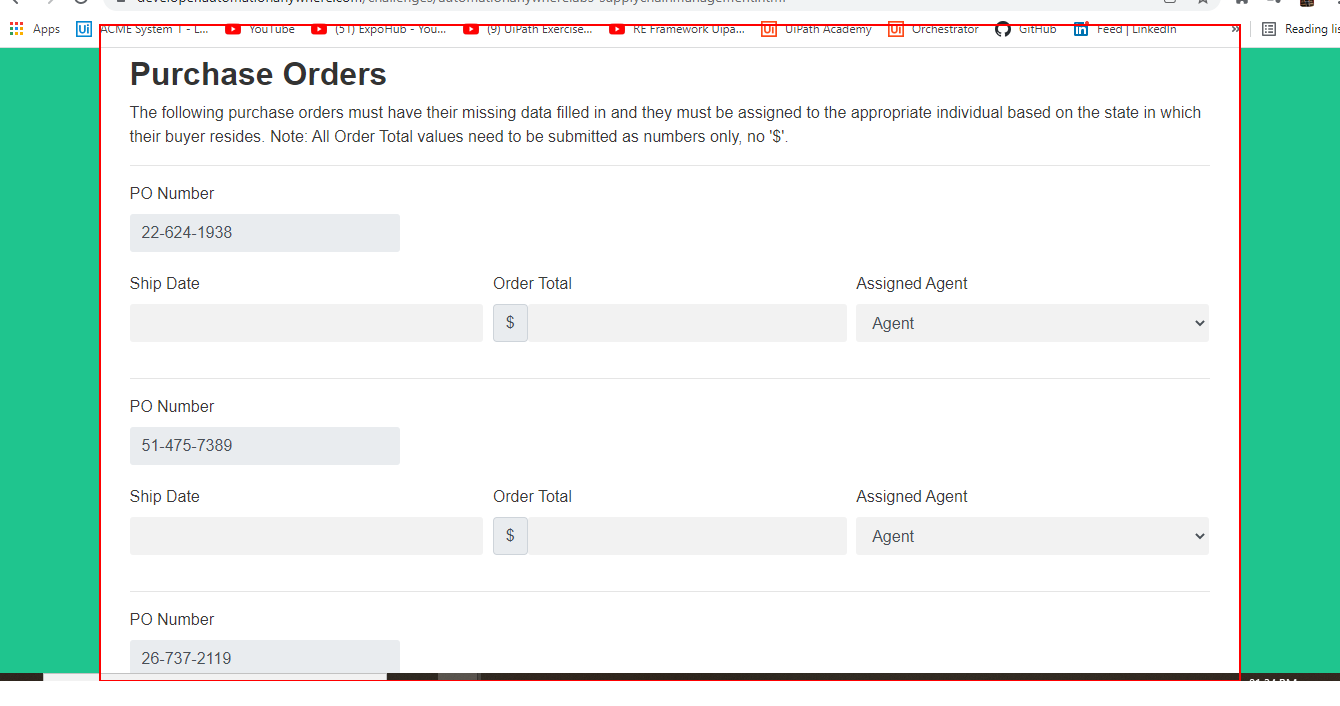 Apps ACME System 1 - L... YouTube (51) ExpoHub - You... (9) UiPath Exercise... RE Framework Uipa... UiPath Academy Orchestrator GitHub Feed | LinkedIn » Reading lis
Purchase Orders
The following purchase orders must have their missing data filled in and they must be assigned to the appropriate individual based on the state in which
their buyer resides. Note: All Order Total values need to be submitted as numbers only, no '$'.
PO Number
22-624-1938
Ship Date Order Total Assigned Agent
$ Agent
PO Number
51-475-7389
Ship Date Order Total Assigned Agent
$ Agent
PO Number
26-737-2119